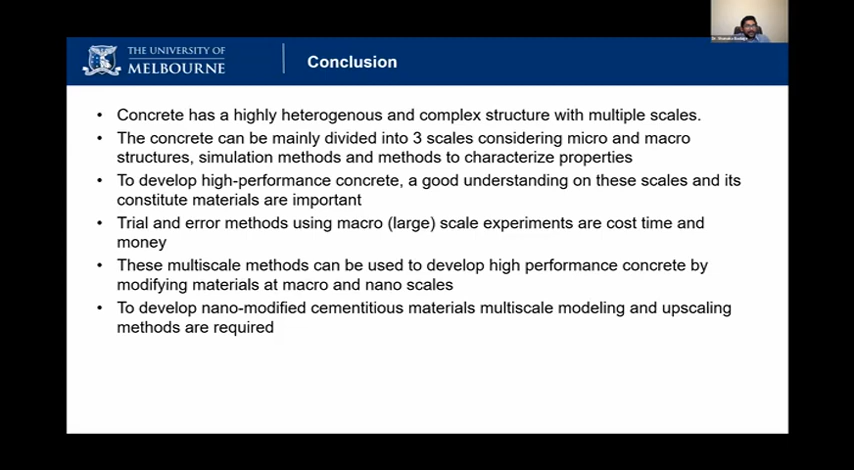 THE UNIVERSITY OF
MELBOURNE
Conclusion
• Concrete has a highly heterogenous and complex structure with multiple scales.
• The concrete can be mainly divided into 3 scales considering micro and macro
structures, simulation methods and methods to characterize properties
• To develop high-performance concrete, a good understanding on these scales and its
constitute materials are important
• Trial and error methods using macro (large) scale experiments are cost time and
money
• These multiscale methods can be used to develop high performance concrete by
modifying materials at macro and nano scales
• To develop nano-modified cementitious materials multiscale modeling and upscaling
methods are required